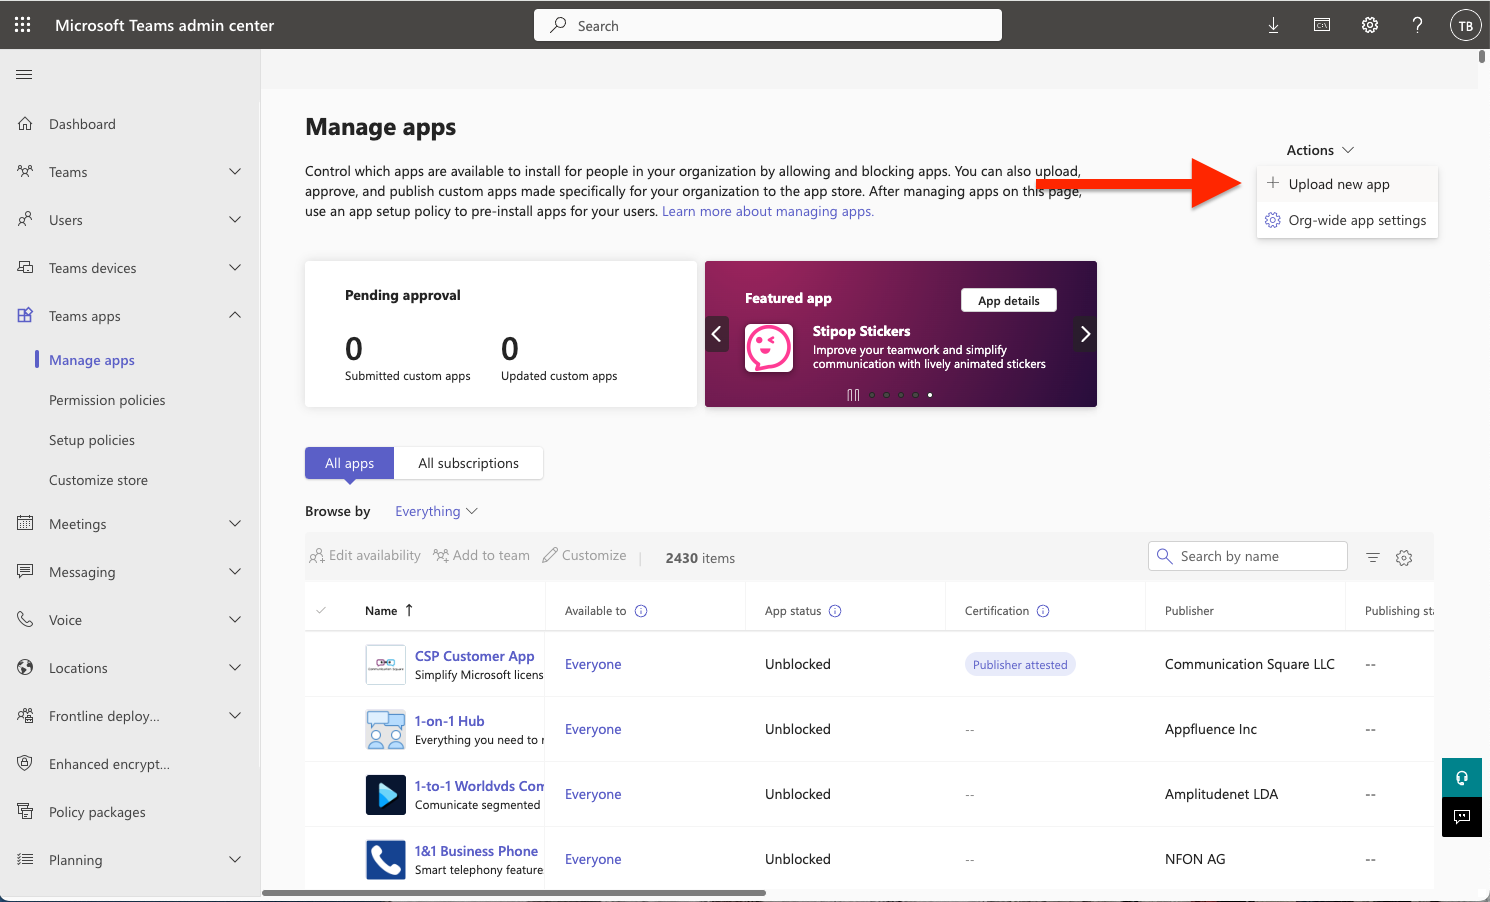 Microsoft Teams admin center
Search
TB
Dashboard
Teams
Users
Teams devices
Teams apps
Manage apps
Permission policies
Setup policies
Customize store
Meetings
Messaging
Voice
Locations
Frontline deploy...
Enhanced encrypt...
Policy packages
Planning
Manage apps
Control which apps are available to install for people in your organization by allowing and blocking apps. You can also upload,
approve, and publish custom apps made specifically for your organization to the app store. After managing apps on this page,
use an app setup policy to pre-install apps for your users. Learn more about managing apps.
Actions
Upload new app
Org-wide app settings
Pending approval
0
Submitted custom apps
0
Updated custom apps
Featured app
App details
Stipop Stickers
Improve your teamwork and simplify
communication with lively animated stickers
All apps
All subscriptions
Browse by Everything
Edit availability Add to team Customize 2430 items
Search by name
Name Available to App status Certification Publisher Publishing sta
CSP Customer App
Simplify Microsoft licens
Everyone Unblocked Publisher attested Communication Square LLC --
1-on-1 Hub
Everything you need to r
Everyone Unblocked -- Appfluence Inc --
1-to-1 Worldvds Com
Comunicate segmented
Everyone Unblocked -- Amplitudenet LDA --
1&1 Business Phone
Smart telephony feature
Everyone Unblocked -- NFON AG --